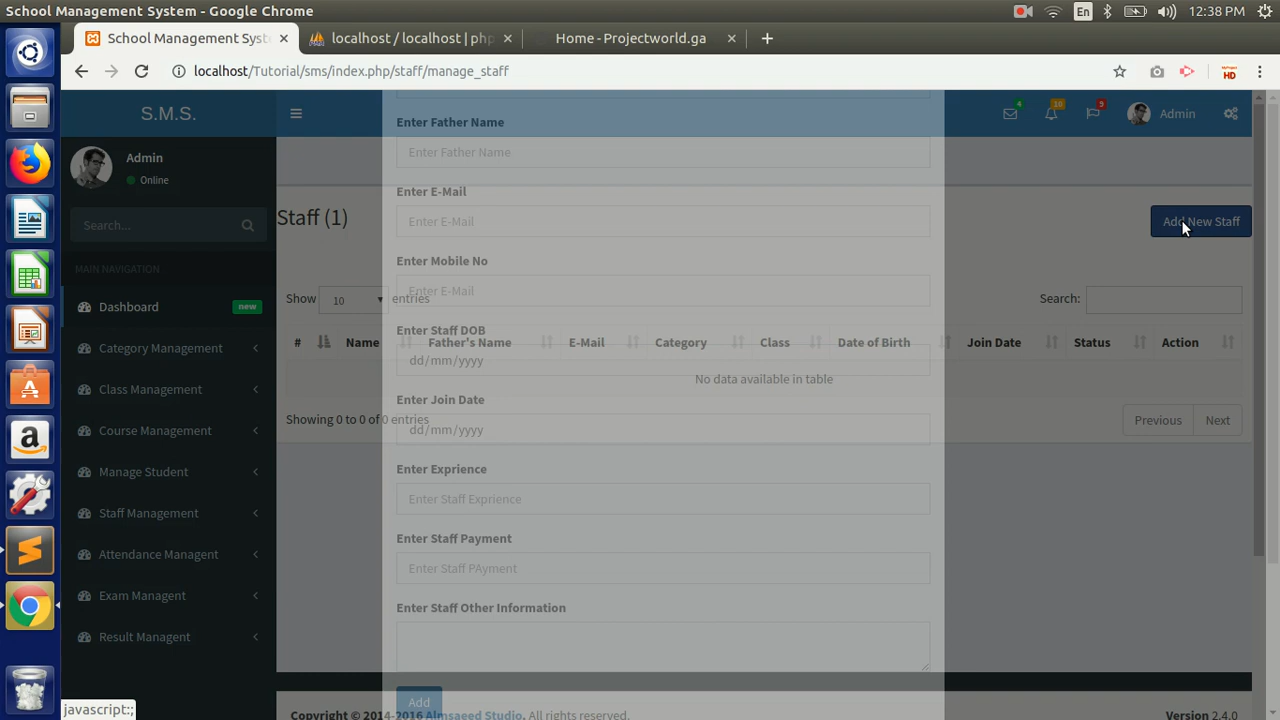 School Management System - Google Chrome
En
12:38 PM
School Management Syst
localhost / localhost | php
Home - Projectworld.ga
HD
localhost/Tutorial/sms/index.php/staff/manage_staff
S.M.S.
4
10
9
Admin
Admin
Online
Search...
MAIN NAVIGATION
Dashboard
new
Category Management
Class Management
Course Management
Manage Student
Staff Management
Attendance Managent
Exam Managent
Result Managent
Enter Father Name
Enter Father Name
Enter E-Mail
Enter E-Mail
Enter Mobile No
Enter E-Mail
Enter Staff DOB
dd/mm/yyyy
Enter Join Date
dd/mm/yyyy
Enter Exprience
Enter Staff Exprience
Enter Staff Payment
Enter Staff PAyment
Enter Staff Other Information
Add
Staff (1)
Add New Staff
Show 10 entries
Search:
# Name Father's Name E-Mail Category Class Date of Birth Join Date Status Action
No data available in table
Showing 0 to 0 of 0 entries
Previous Next
Copyright © 2014-2016 Almsaeed Studio. All rights reserved.
Version 2.4.0
javascript:;